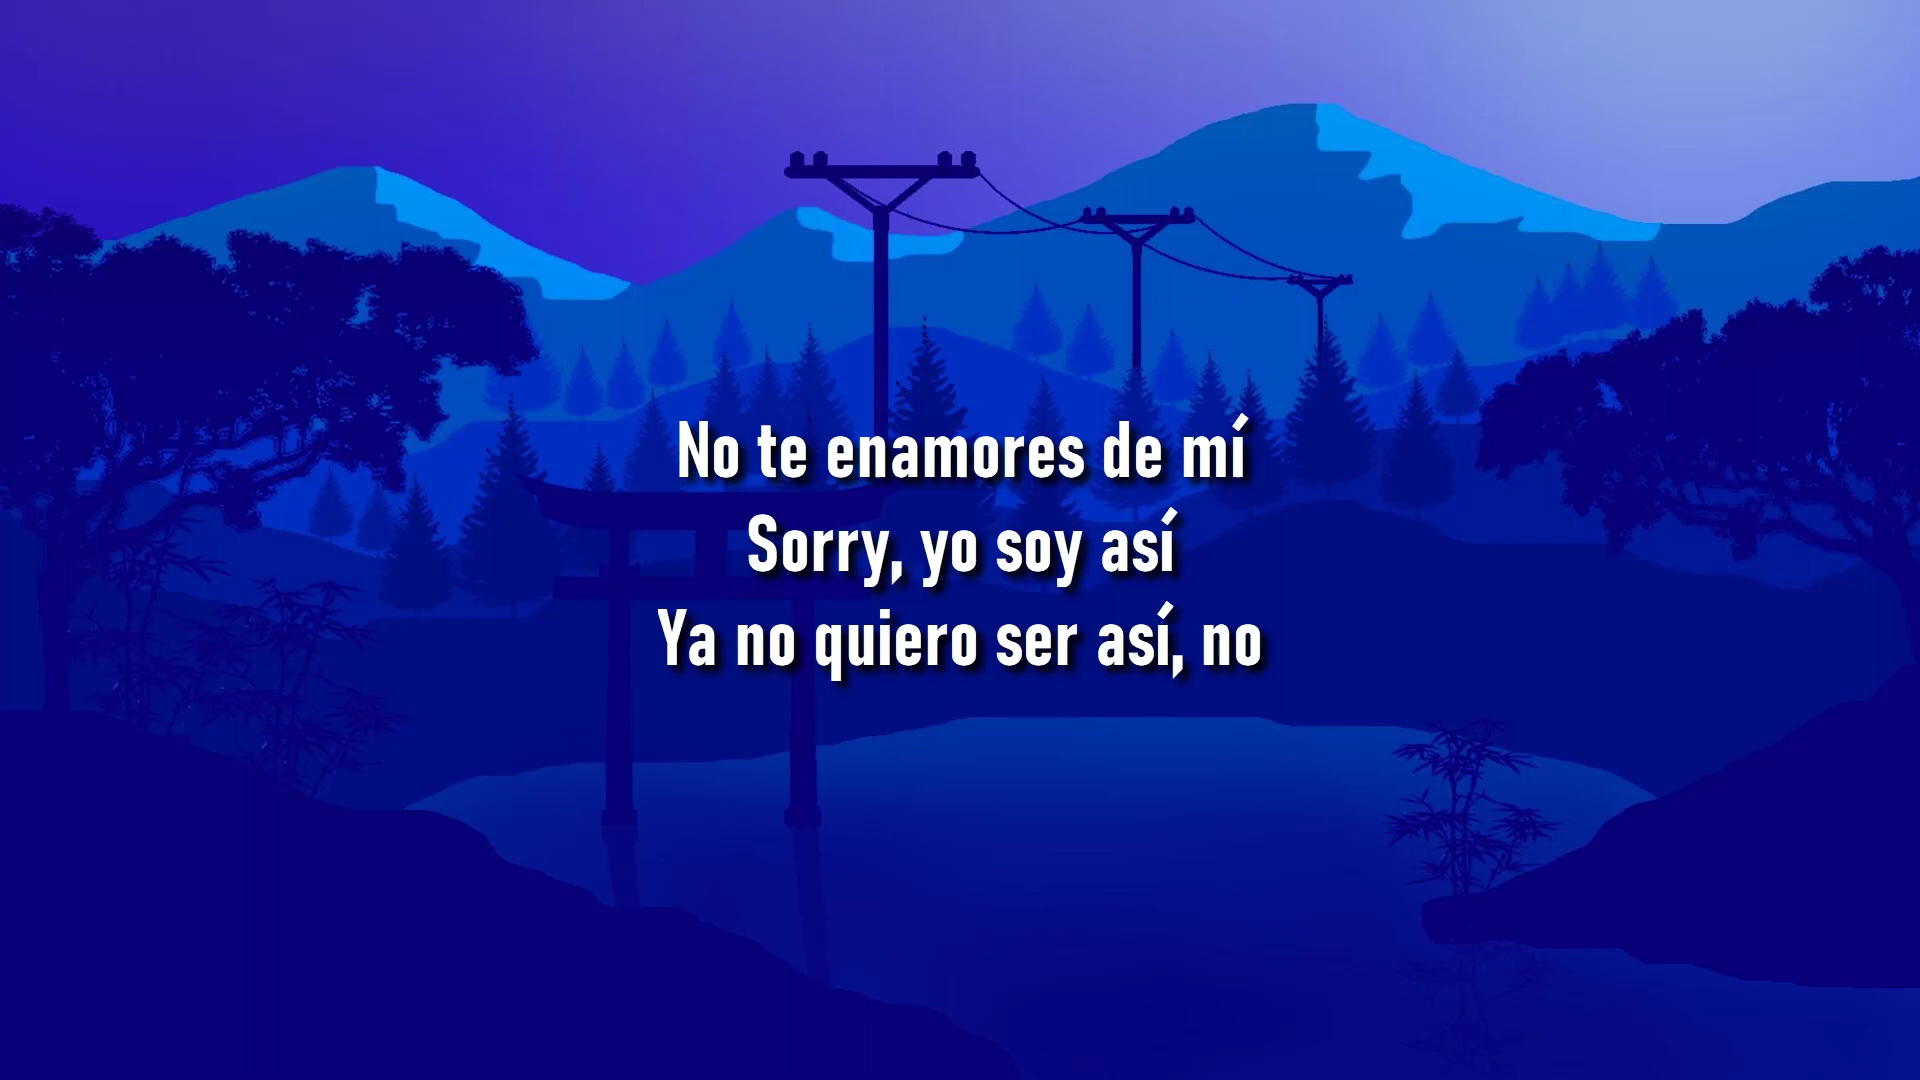 No te enamores de mí
Sorry, yo soy así
Ya no quiero ser así, no